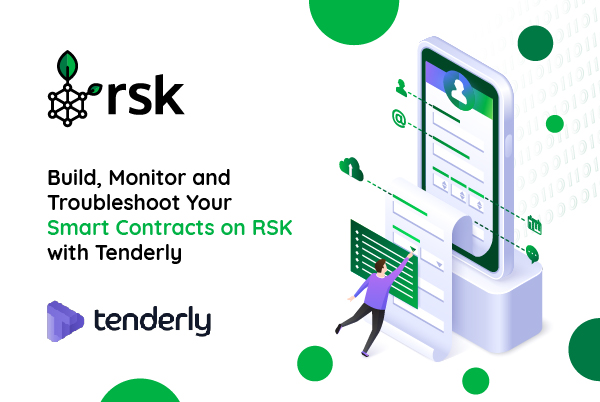 rsk
Build, Monitor and
Troubleshoot Your
Smart Contracts on RSK
with Tenderly
tenderly
@